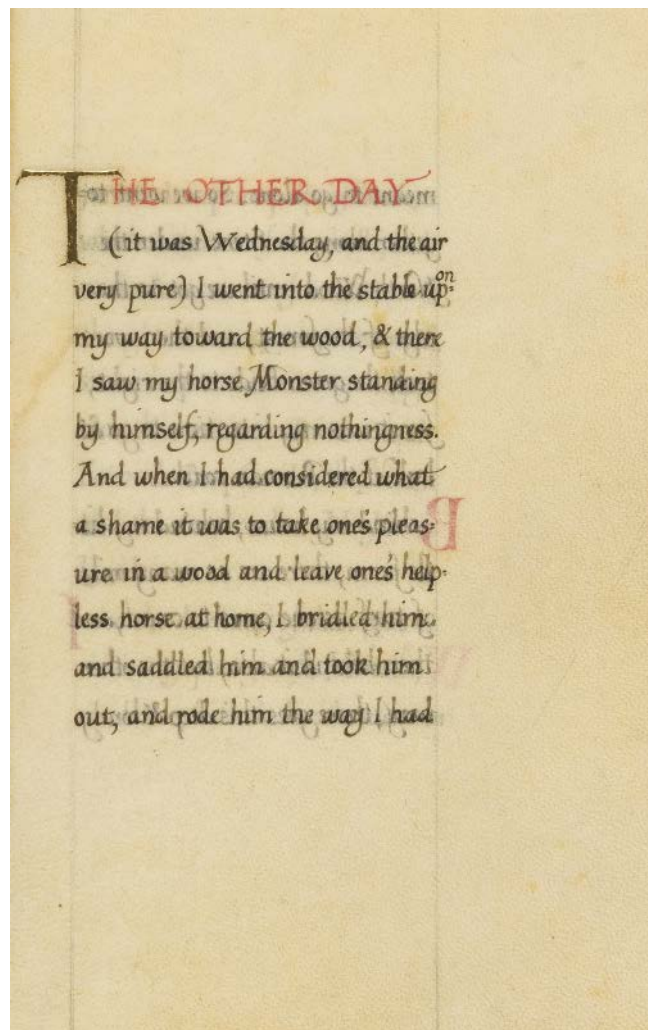 THE OTHER DAY
( it was Wednesday, and the air
very pure ) I went into the stable upon
my way toward the wood, & there
I saw my horse Monster standing
by himself, regarding nothingness.
And when I had considered what
a shame it was to take one's pleas-
ure in a wood and leave one's help-
less horse at home, I bridled him
and saddled him and took him
out, and rode him the way I had